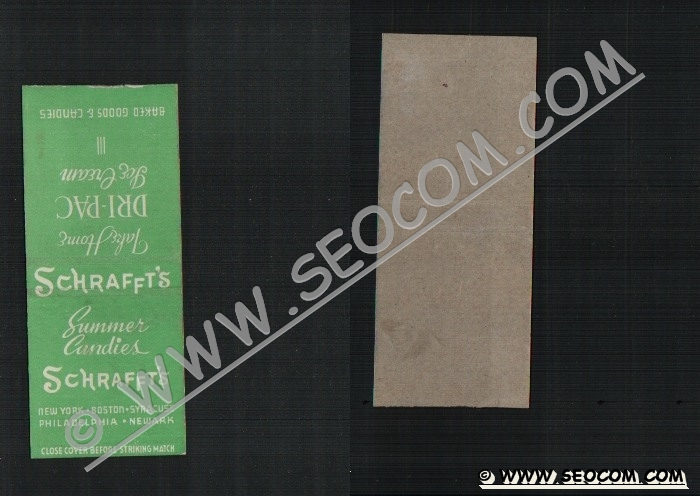 BAKED GOODS & CANDIES
Ice Cream
DRI-PAC
Take Home
SCHRAFFT'S
Summer
Candies
SCHRAFFT'S
NEW YORK • BOSTON • SYRACUSE
PHILADELPHIA • NEWARK
CLOSE COVER BEFORE STRIKING MATCH
© WWW.SEOCOM.COM
© WWW.SEOCOM.COM